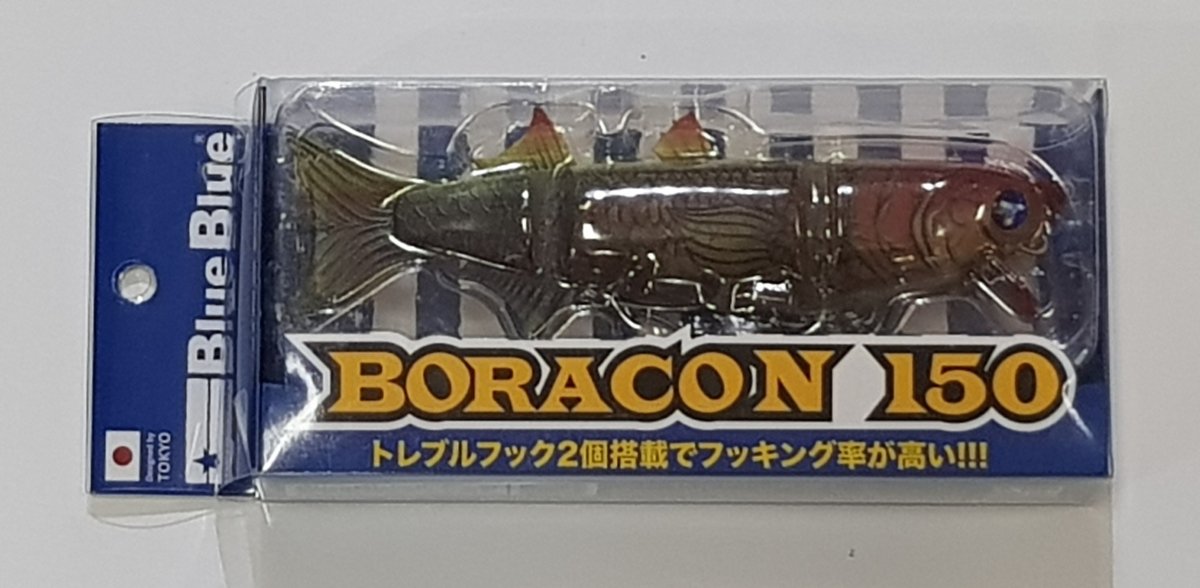 Blue Blue
Designed by
TOKYO
BORACON 150
トレブルフック2個搭載でフッキング率が高い!!!